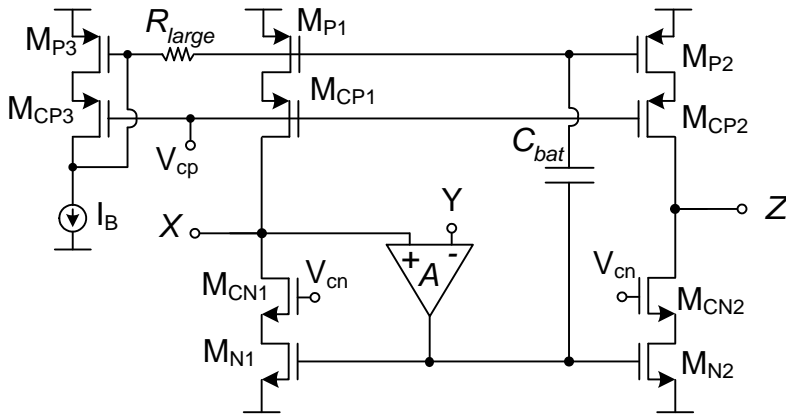 M_P3
R_large
M_P1
M_P2
M_CP3
M_CP1
M_CP2
V_cp
C_bat
I_B
X
Y
Z
+ A -
M_CN1
V_cn
V_cn
M_CN2
M_N1
M_N2